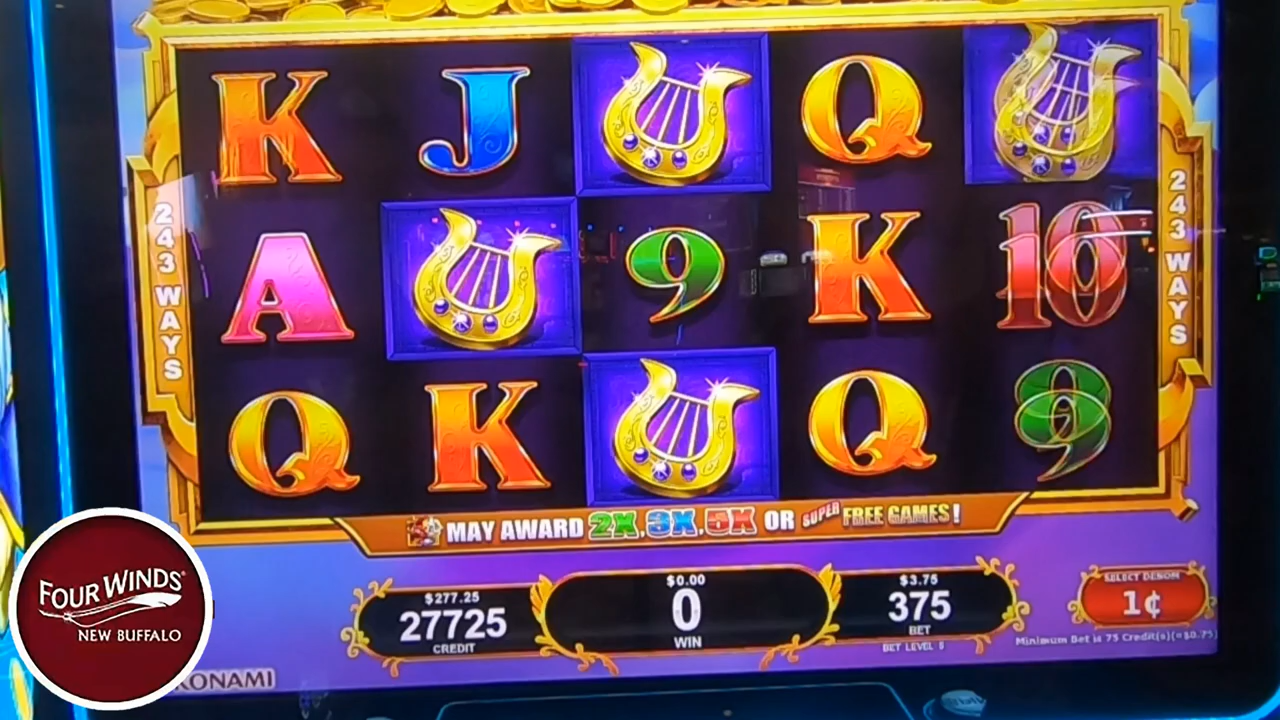 K J Q
243 WAYS
A 9 K 10
243 WAYS
Q K Q 9
MAY AWARD 2X, 3X, 5X OR SUPER FREE GAMES!
$277.25
27725
CREDIT
$0.00
0
WIN
$3.75
375
BET
BET LEVEL 5
SELECT DENOM
1¢
Minimum Bet is 75 Credit(s)(=$0.75)
FOUR WINDS®
NEW BUFFALO
KONAMI